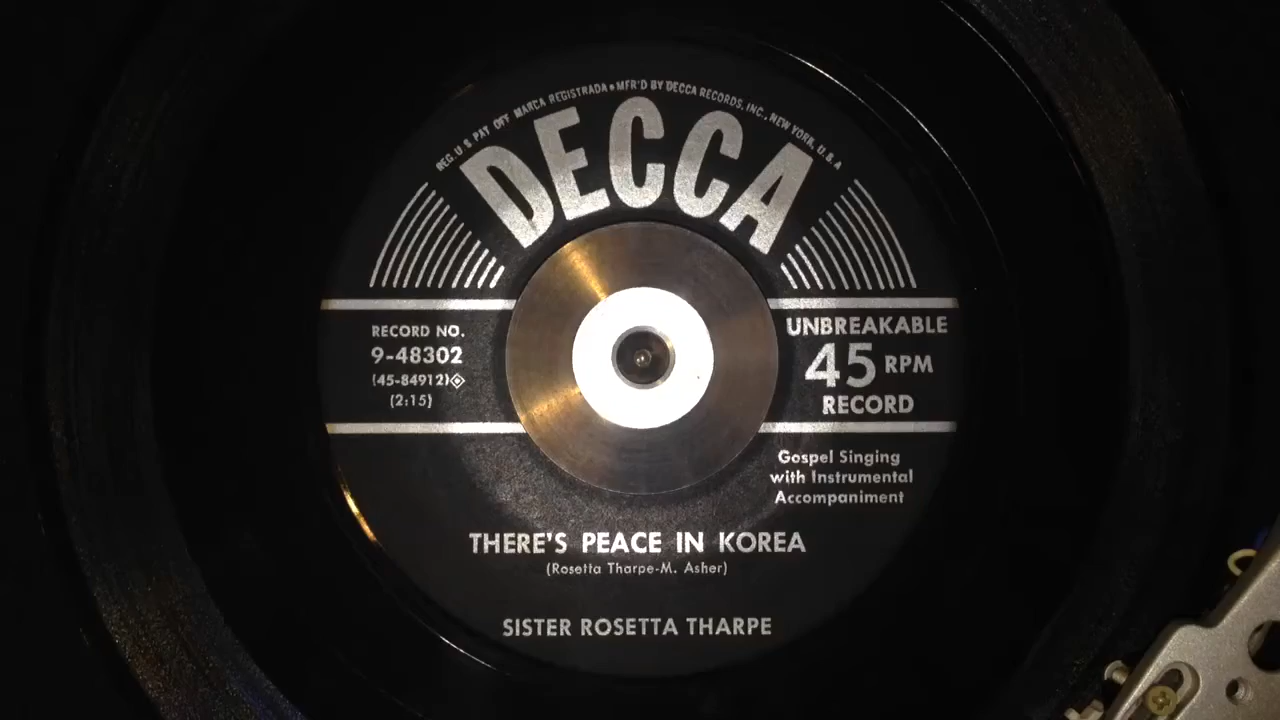 REG. U S PAT OFF MARCA REGISTRADA • MFR'D BY DECCA RECORDS, INC., NEW YORK, U.S.A
DECCA
RECORD NO.
9-48302
(45-84912)
(2:15)
UNBREAKABLE
45 RPM
RECORD
Gospel Singing
with Instrumental
Accompaniment
THERE'S PEACE IN KOREA
(Rosetta Tharpe-M. Asher)
SISTER ROSETTA THARPE